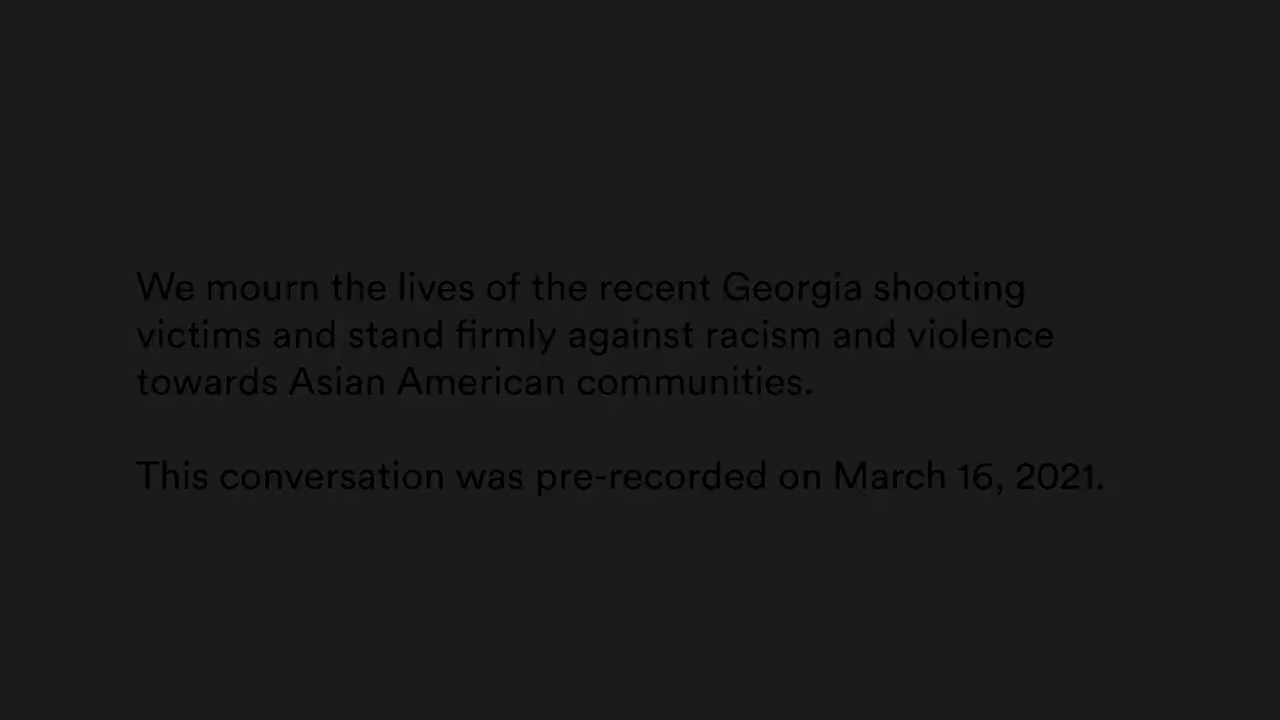 We mourn the lives of the recent Georgia shooting
victims and stand firmly against racism and violence
towards Asian American communities.
This conversation was pre-recorded on March 16, 2021.